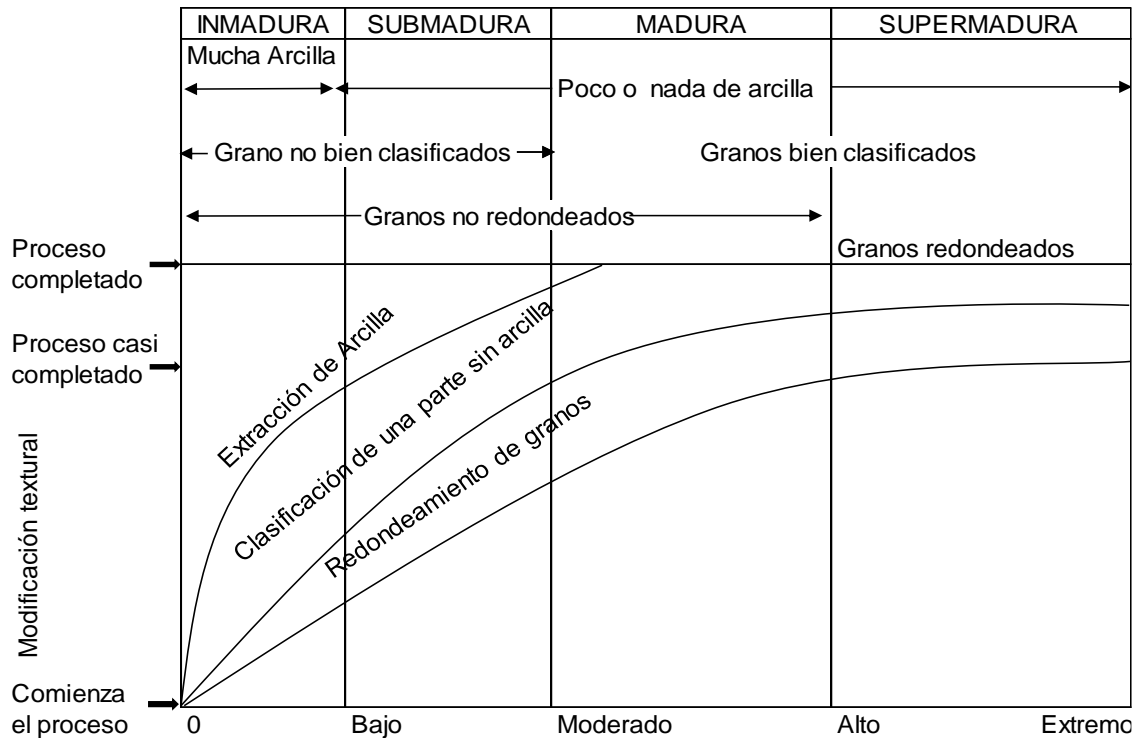 INMADURA SUBMADURA MADURA SUPERMADURA
Mucha Arcilla
Poco o nada de arcilla
Grano no bien clasificados
Granos bien clasificados
Granos no redondeados
Granos redondeados
Proceso
completado
Proceso casi
completado
Modificación textural
Comienza
el proceso
Extracción de Arcilla
Clasificación de una parte sin arcilla
Redondeamiento de granos
0 Bajo Moderado Alto Extremo